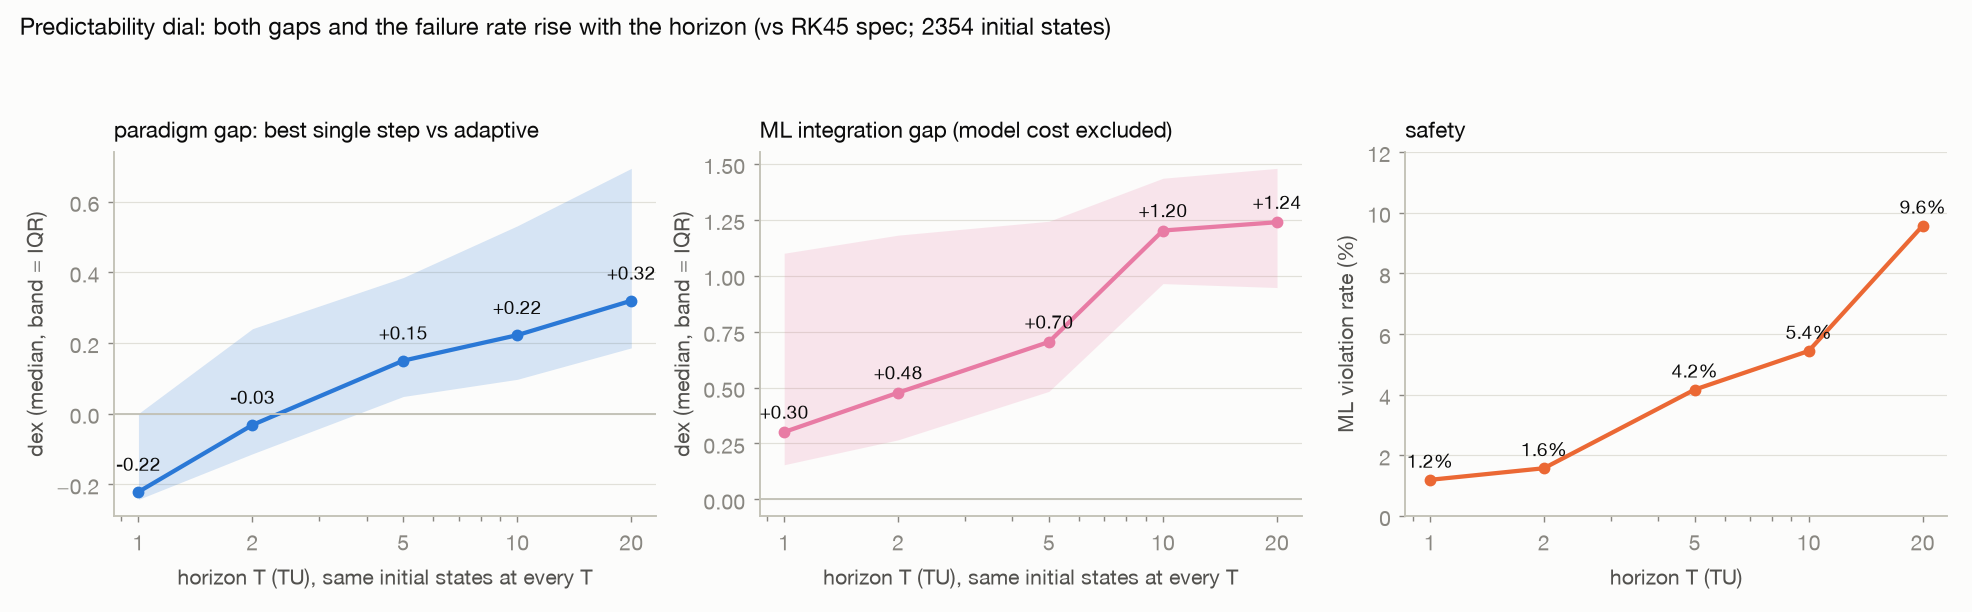 Predictability dial: both gaps and the failure rate rise with the horizon (vs RK45 spec; 2354 initial states)
paradigm gap: best single step vs adaptive
dex (median, band = IQR)
0.6
0.4
0.2
0.0
−0.2
-0.22
-0.03
+0.15
+0.22
+0.32
1 2 5 10 20
horizon T (TU), same initial states at every T
ML integration gap (model cost excluded)
dex (median, band = IQR)
1.50
1.25
1.00
0.75
0.50
0.25
0.00
+0.30
+0.48
+0.70
+1.20
+1.24
1 2 5 10 20
horizon T (TU), same initial states at every T
safety
ML violation rate (%)
12
10
8
6
4
2
0
1.2%
1.6%
4.2%
5.4%
9.6%
1 2 5 10 20
horizon T (TU)